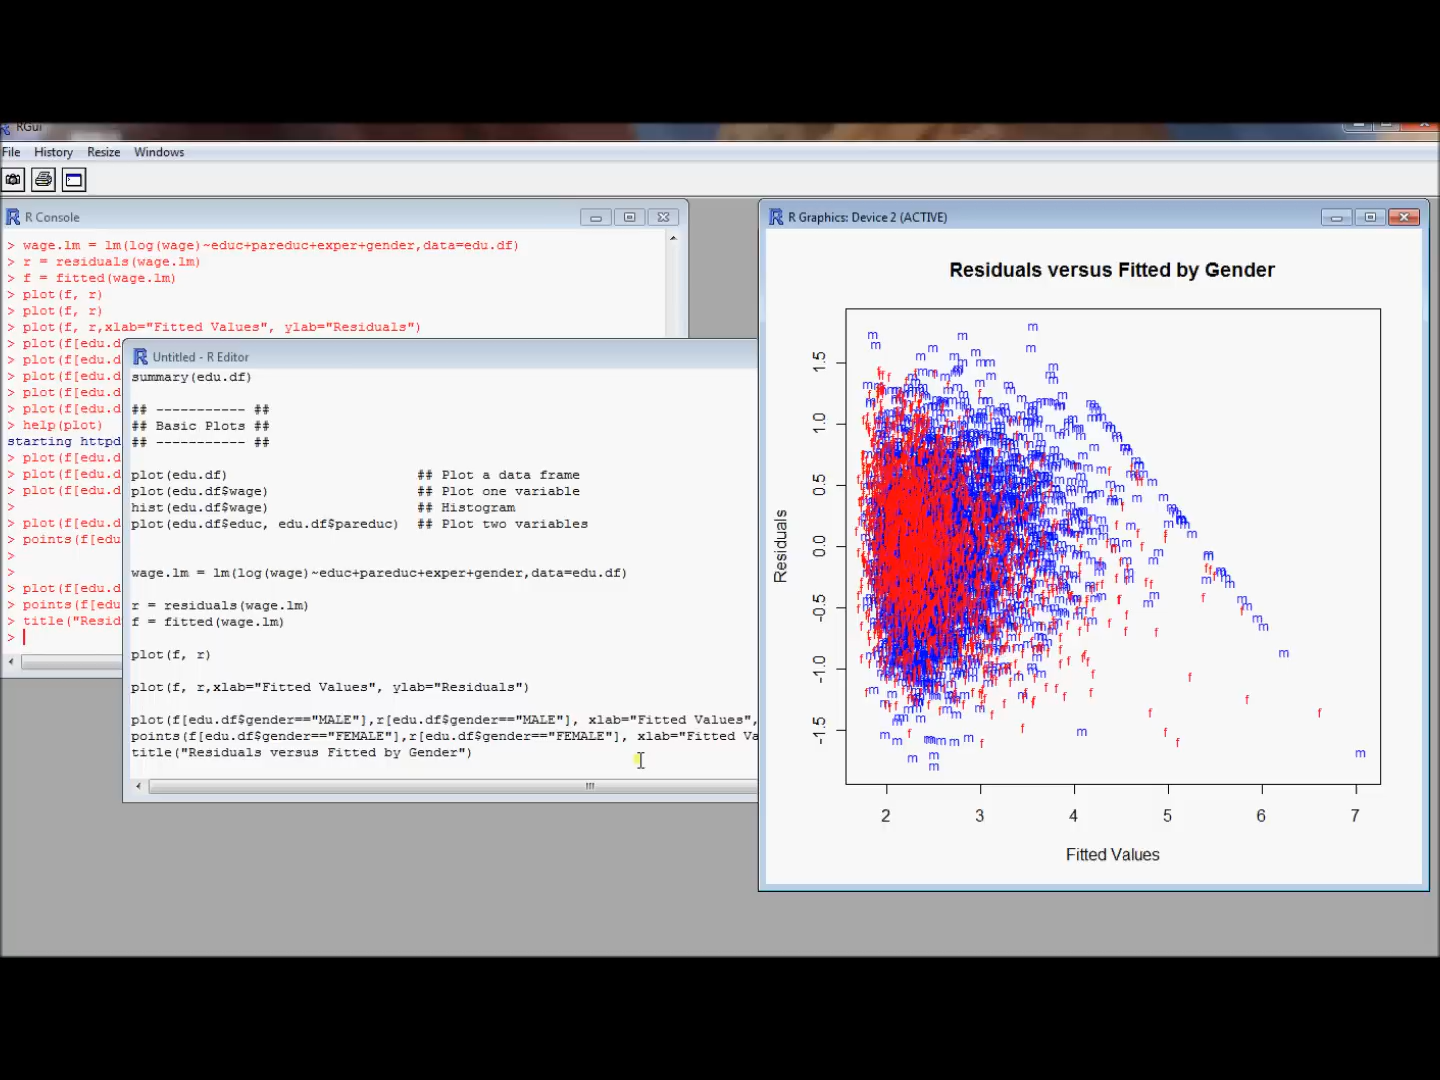 RGui
File History Resize Windows
R Console
> wage.lm = lm(log(wage)~educ+pareduc+exper+gender,data=edu.df)
> r = residuals(wage.lm)
> f = fitted(wage.lm)
> plot(f, r)
> plot(f, r)
> plot(f, r,xlab="Fitted Values", ylab="Residuals")
> plot(f[edu.d
> plot(f[edu.d
> plot(f[edu.d
> plot(f[edu.d
> plot(f[edu.d
> help(plot)
starting httpd
> plot(f[edu.d
> plot(f[edu.d
> plot(f[edu.d
>
> plot(f[edu.d
> points(f[edu
>
>
> plot(f[edu.d
> points(f[edu
> title("Resid
>
Untitled - R Editor
summary(edu.df)
## ----------- ##
## Basic Plots ##
## ----------- ##
plot(edu.df) ## Plot a data frame
plot(edu.df$wage) ## Plot one variable
hist(edu.df$wage) ## Histogram
plot(edu.df$educ, edu.df$pareduc) ## Plot two variables
wage.lm = lm(log(wage)~educ+pareduc+exper+gender,data=edu.df)
r = residuals(wage.lm)
f = fitted(wage.lm)
plot(f, r)
plot(f, r,xlab="Fitted Values", ylab="Residuals")
plot(f[edu.df$gender=="MALE"],r[edu.df$gender=="MALE"], xlab="Fitted Values",
points(f[edu.df$gender=="FEMALE"],r[edu.df$gender=="FEMALE"], xlab="Fitted Va
title("Residuals versus Fitted by Gender")
R Graphics: Device 2 (ACTIVE)
Residuals versus Fitted by Gender
Residuals
1.5
1.0
0.5
0.0
-0.5
-1.0
-1.5
2 3 4 5 6 7
Fitted Values